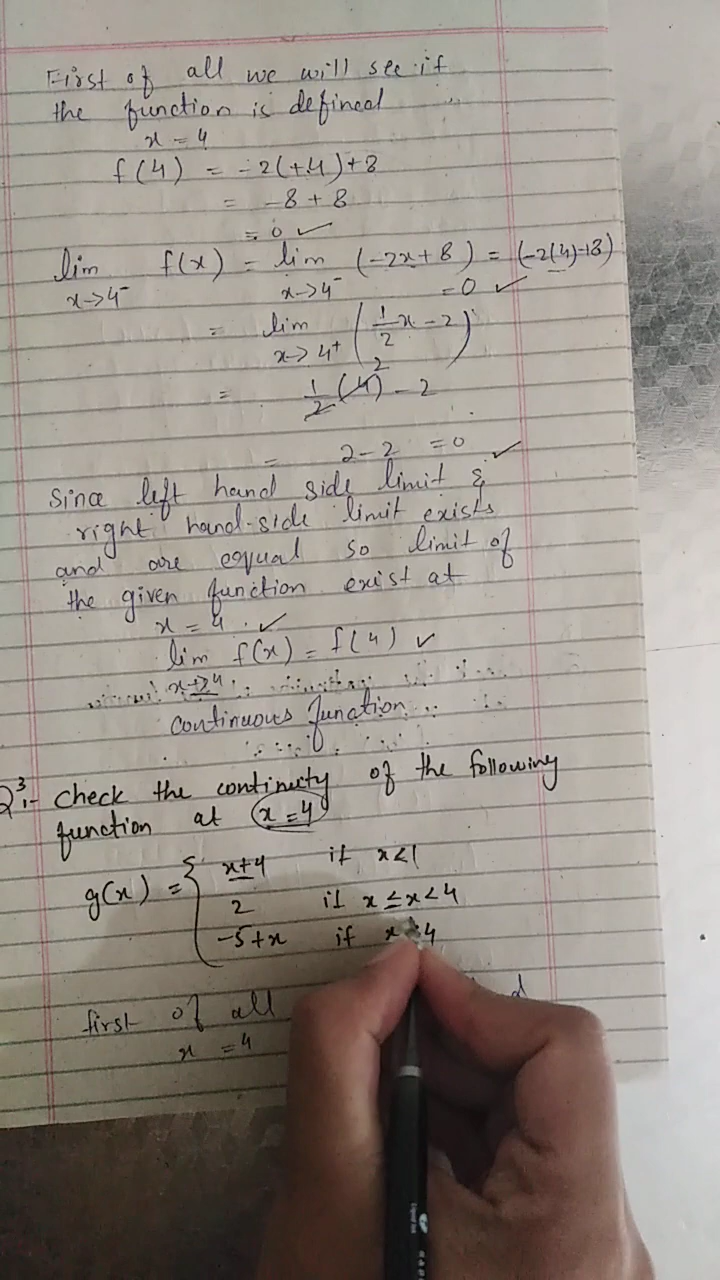 First of all we will see if
the function is defined
x = 4
f(4) = -2(+4)+8
= -8 + 8
= 0 ✓
lim f(x) = lim (-2x+8) = (-2(4)+8)
x->4⁻ x->4⁻ =0 ✓
= lim (1/2 x - 2)
x->4+
= 1/2 (4) - 2
2
= 2-2 =0 ✓
Since left hand side limit &
right hand-side limit exists
and are equal so limit of
the given function exist at
x = 4. ✓
lim f(x) = f(4) ✓
x->4
continuous function
Q3:- Check the continuty of the following
function at x=4
g(x) = { x+4 if x<1
2 if x≤x<4
-5+x if x 4
first of all
x = 4